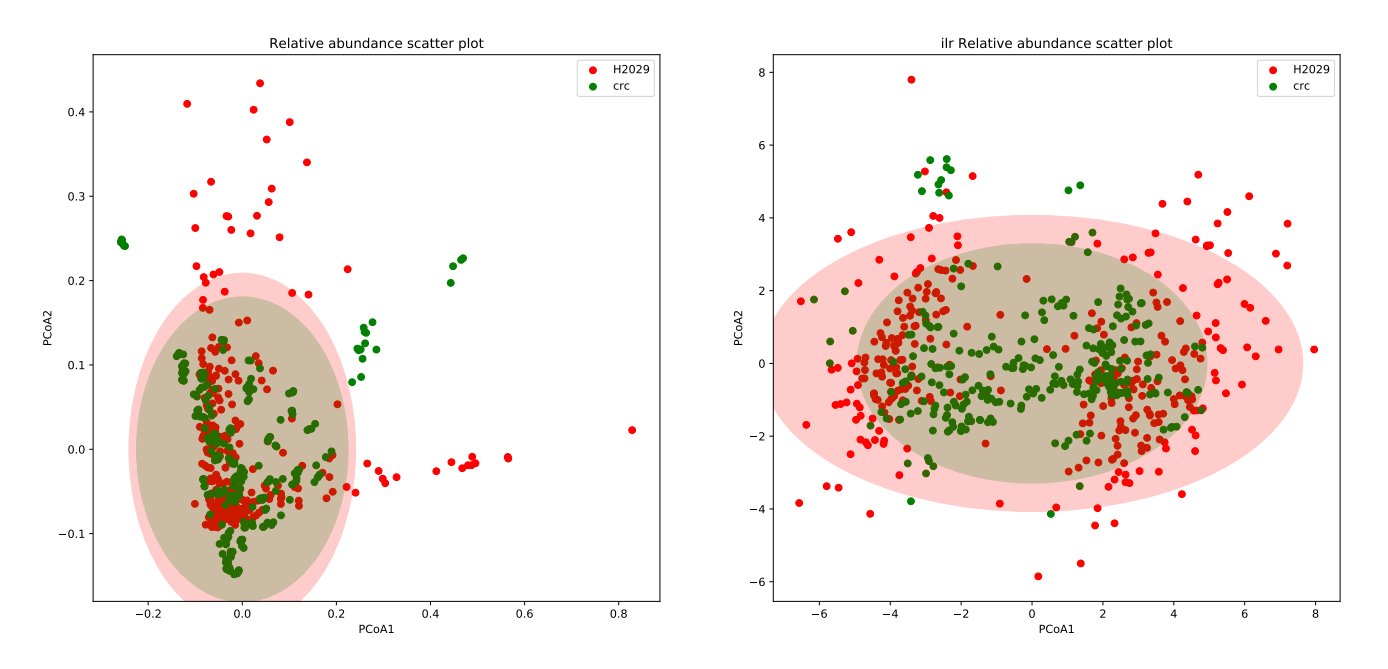 Relative abundance scatter plot
H2029
crc
0.4
0.3
0.2
0.1
0.0
−0.1
PCoA2
−0.2
0.0
0.2
0.4
0.6
0.8
PCoA1
ilr Relative abundance scatter plot
H2029
crc
8
6
4
2
0
−2
−4
−6
PCoA2
−6
−4
−2
0
2
4
6
8
PCoA1